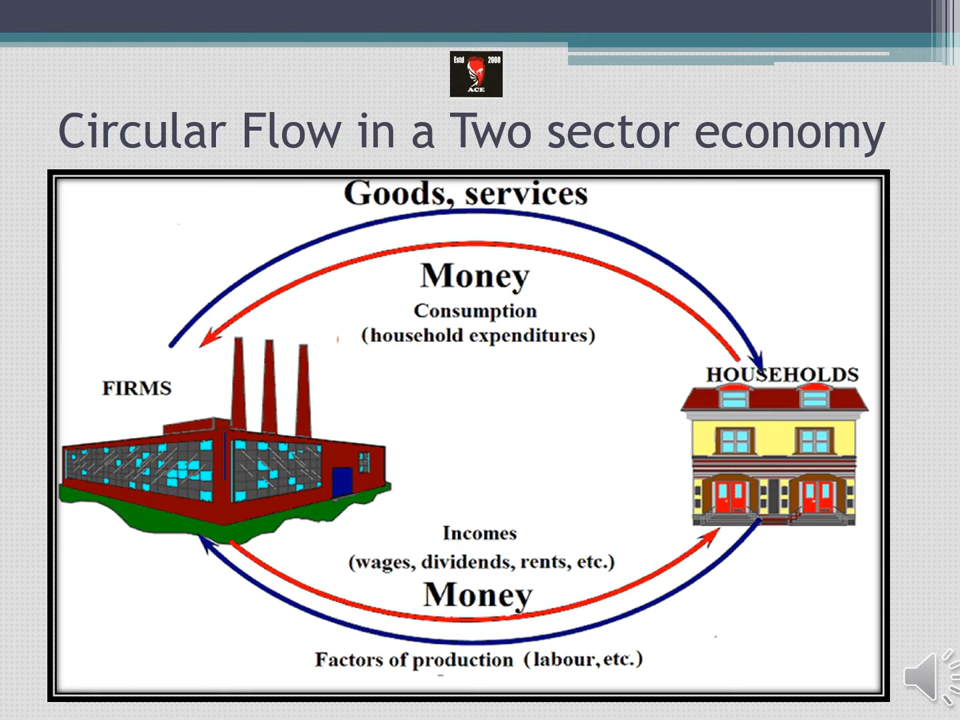 Estd 2008
ACE
Circular Flow in a Two sector economy
Goods, services
Money
Consumption
(household expenditures)
FIRMS
HOUSEHOLDS
Incomes
(wages, dividends, rents, etc.)
Money
Factors of production (labour, etc.)